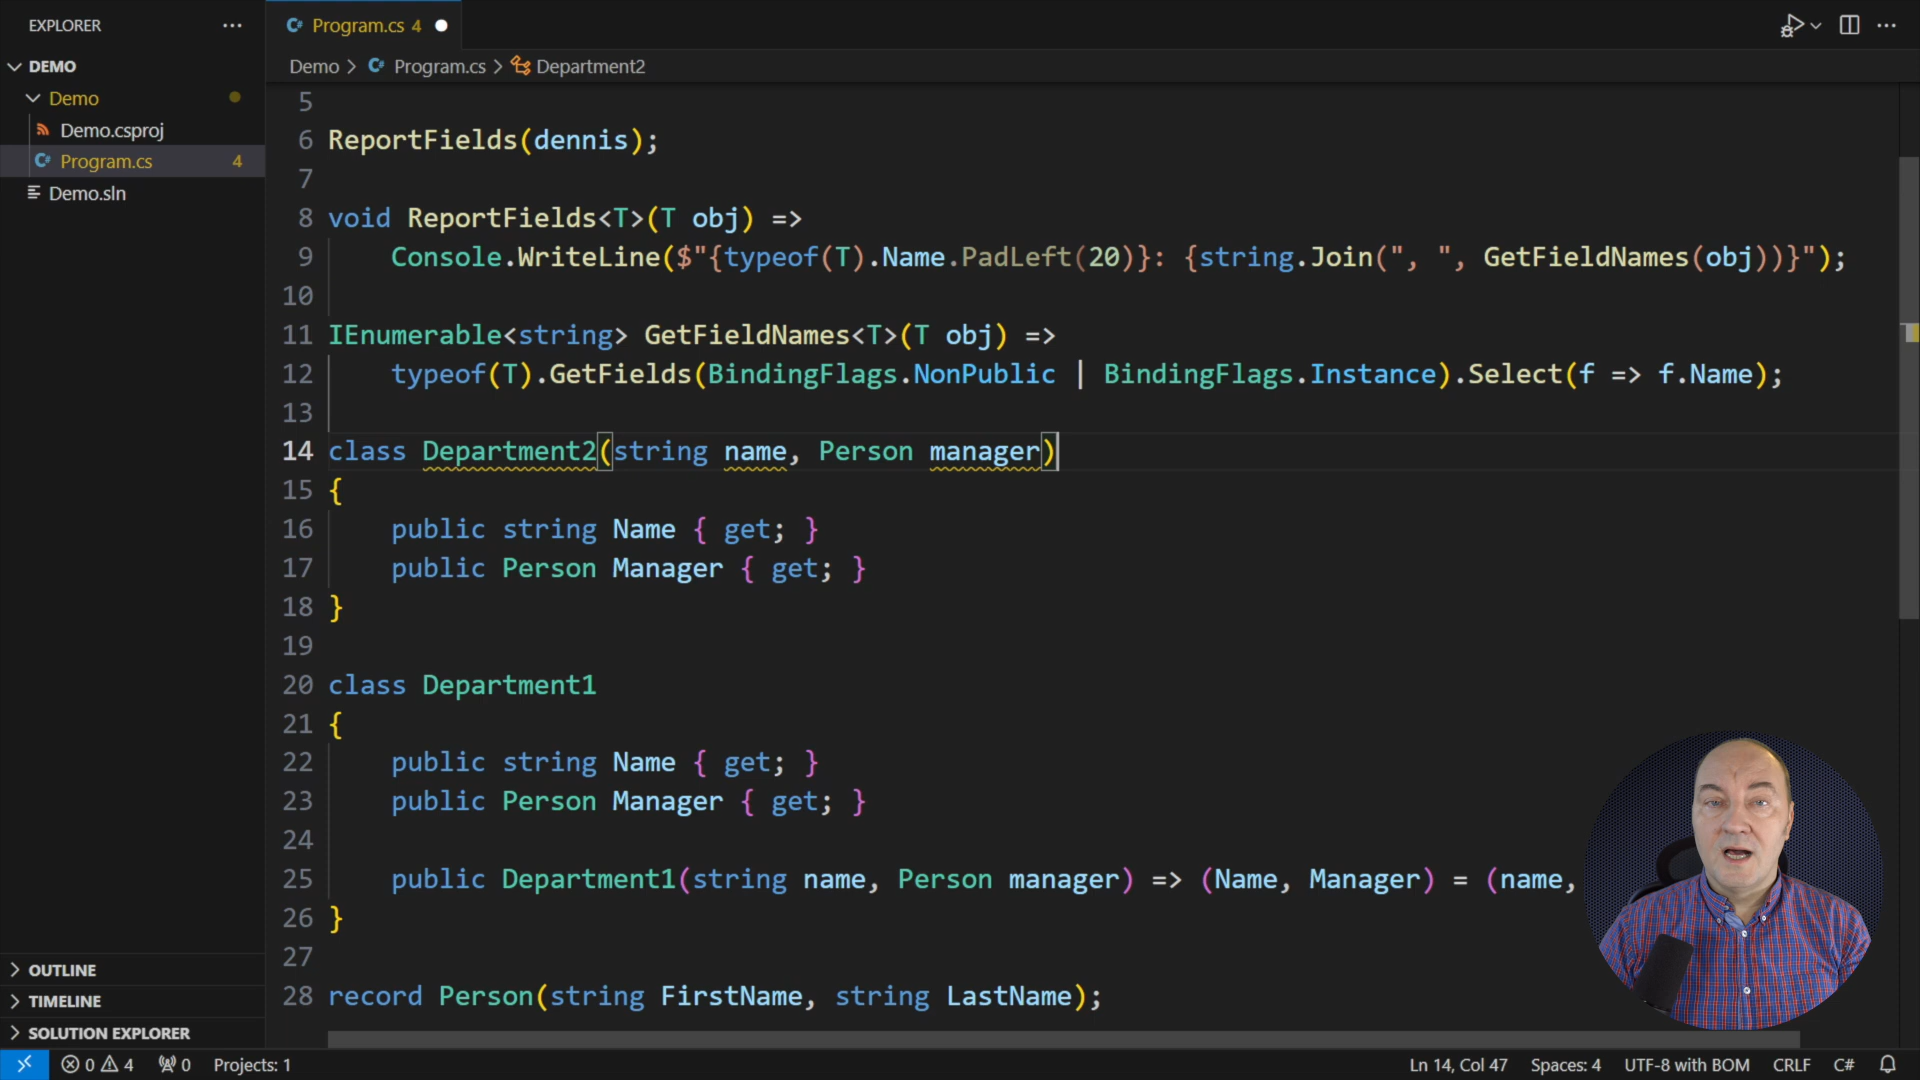 EXPLORER
DEMO
Demo
Demo.csproj
C# Program.cs 4
Demo.sln
OUTLINE
TIMELINE
SOLUTION EXPLORER
C# Program.cs 4
Demo > C# Program.cs > Department2
5
6 ReportFields(dennis);
7
8 void ReportFields<T>(T obj) =>
9 Console.WriteLine($"{typeof(T).Name.PadLeft(20)}: {string.Join(", ", GetFieldNames(obj))}");
10
11 IEnumerable<string> GetFieldNames<T>(T obj) =>
12 typeof(T).GetFields(BindingFlags.NonPublic | BindingFlags.Instance).Select(f => f.Name);
13
14 class Department2(string name, Person manager)
15 {
16 public string Name { get; }
17 public Person Manager { get; }
18 }
19
20 class Department1
21 {
22 public string Name { get; }
23 public Person Manager { get; }
24
25 public Department1(string name, Person manager) => (Name, Manager) = (name,
26 }
27
28 record Person(string FirstName, string LastName);
0 4 0 Projects: 1 Ln 14, Col 47 Spaces: 4 UTF-8 with BOM CRLF C#